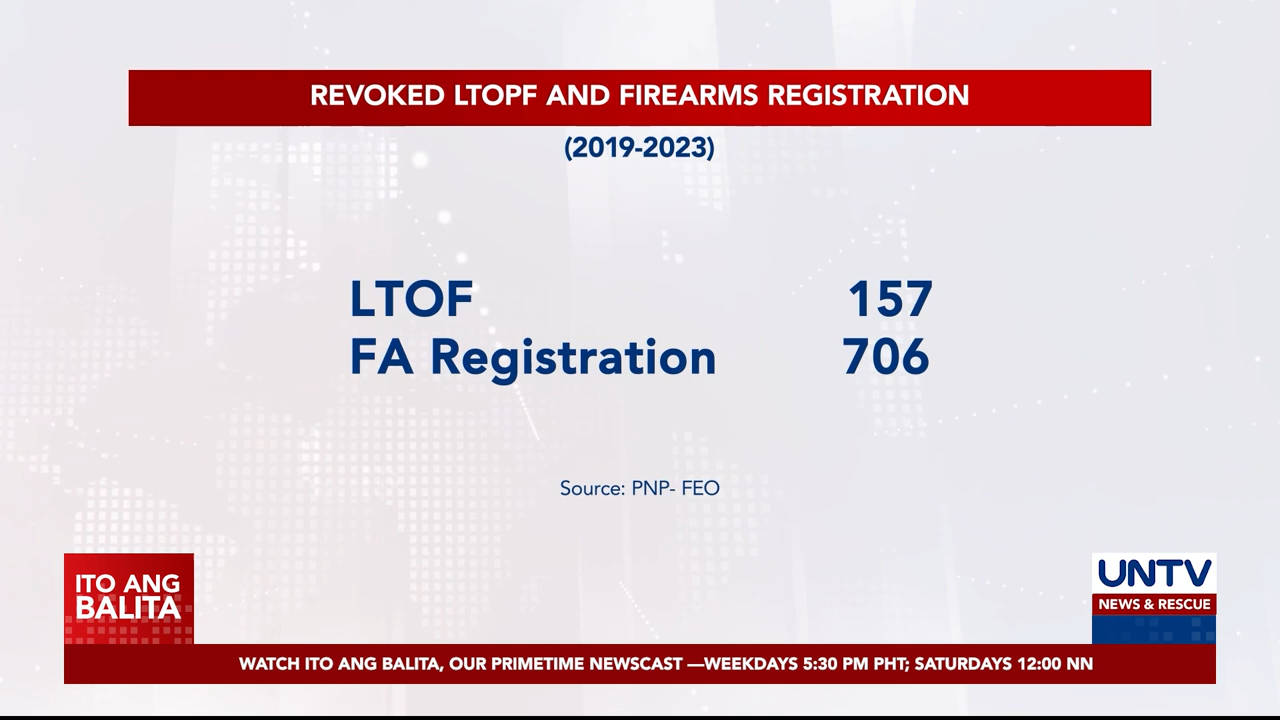 REVOKED LTOPF AND FIREARMS REGISTRATION
(2019-2023)
LTOF 157
FA Registration 706
Source: PNP- FEO
ITO ANG
BALITA
UNTV
NEWS & RESCUE
WATCH ITO ANG BALITA, OUR PRIMETIME NEWSCAST —WEEKDAYS 5:30 PM PHT; SATURDAYS 12:00 NN